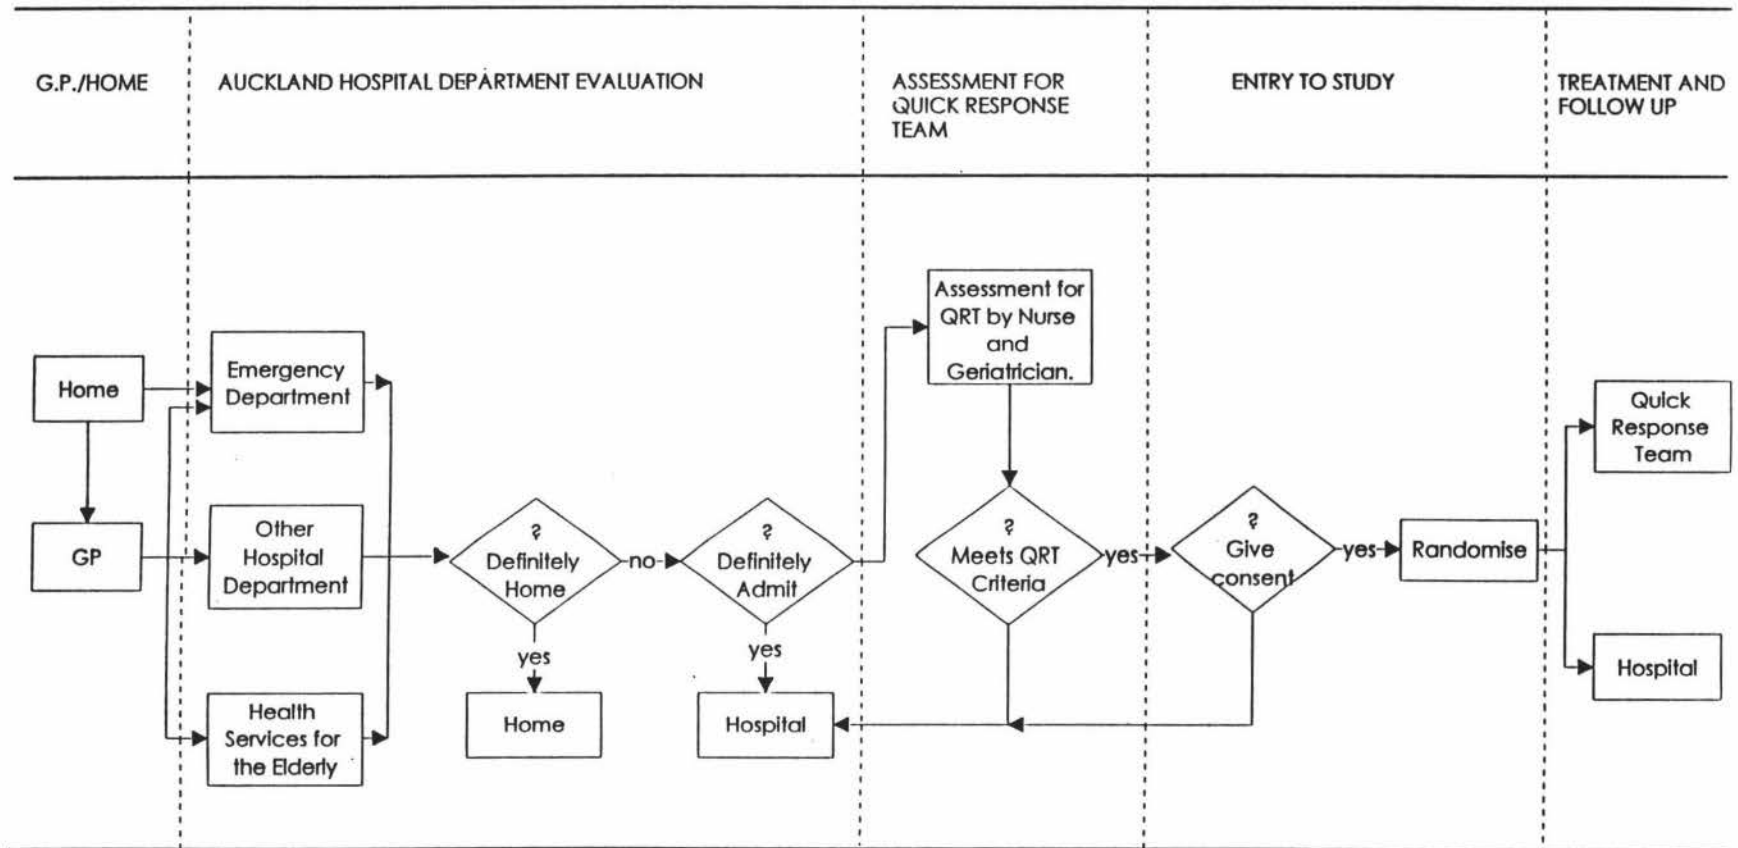 G.P./HOME
AUCKLAND HOSPITAL DEPARTMENT EVALUATION
ASSESSMENT FOR
QUICK RESPONSE
TEAM
ENTRY TO STUDY
TREATMENT AND
FOLLOW UP
Home
GP
Emergency
Department
Other
Hospital
Department
Health
Services for
the Elderly
?
Definitely
Home
no
yes
Home
?
Definitely
Admit
yes
Hospital
Assessment for
QRT by Nurse
and
Geriatrician.
?
Meets QRT
Criteria
yes
?
Give
consent
yes
Randomise
Quick
Response
Team
Hospital